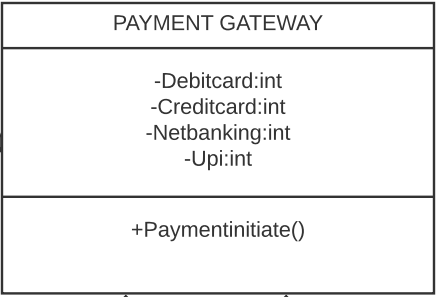 PAYMENT GATEWAY
-Debitcard:int
-Creditcard:int
-Netbanking:int
-Upi:int
+Paymentinitiate()